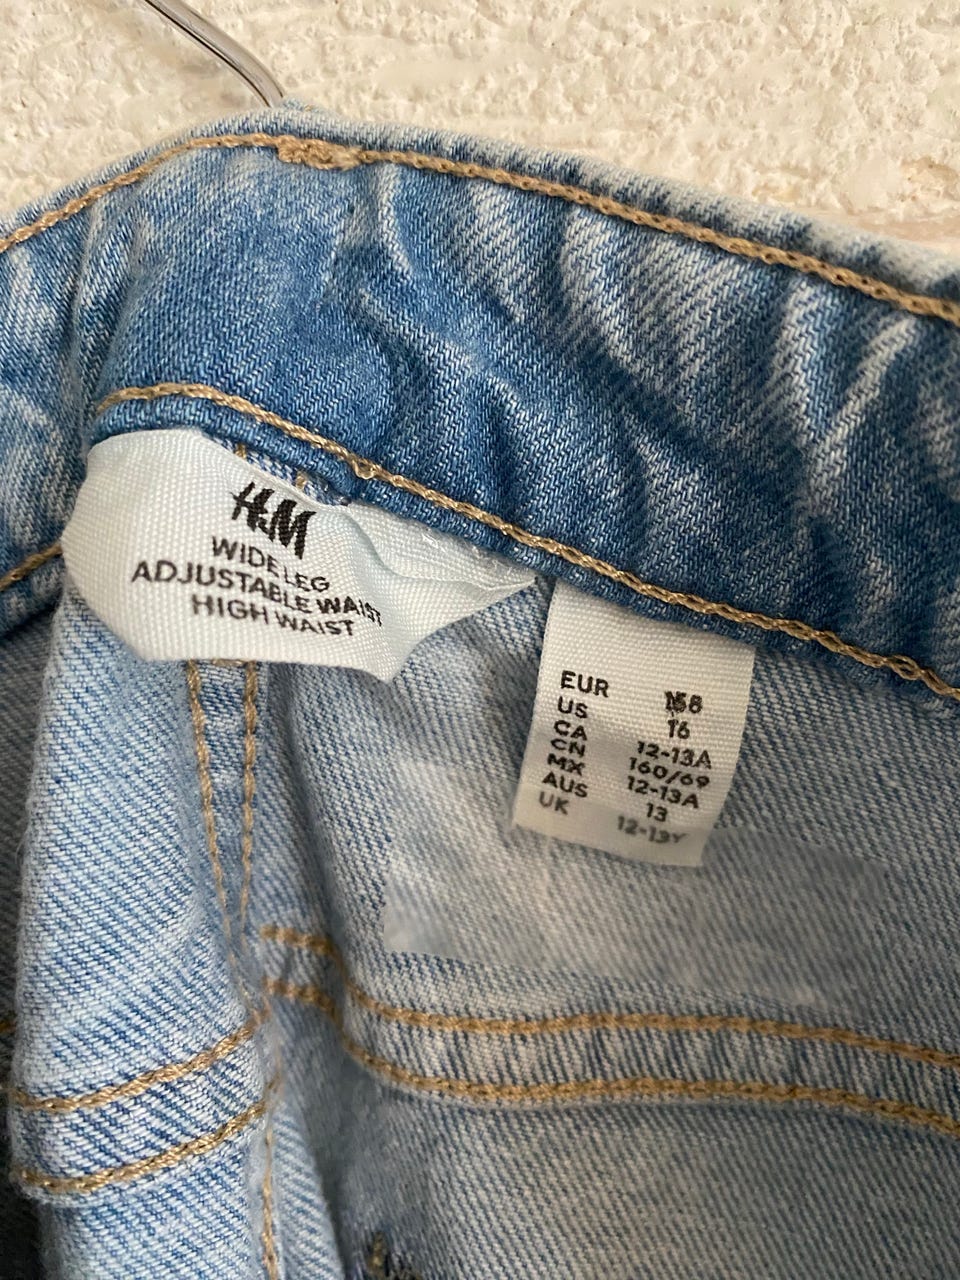 H&M
WIDE LEG
ADJUSTABLE WAIST
HIGH WAIST
EUR 158
US 16
CA 12-13A
CN 160/69
MX 12-13A
AUS 13
UK 12-13Y